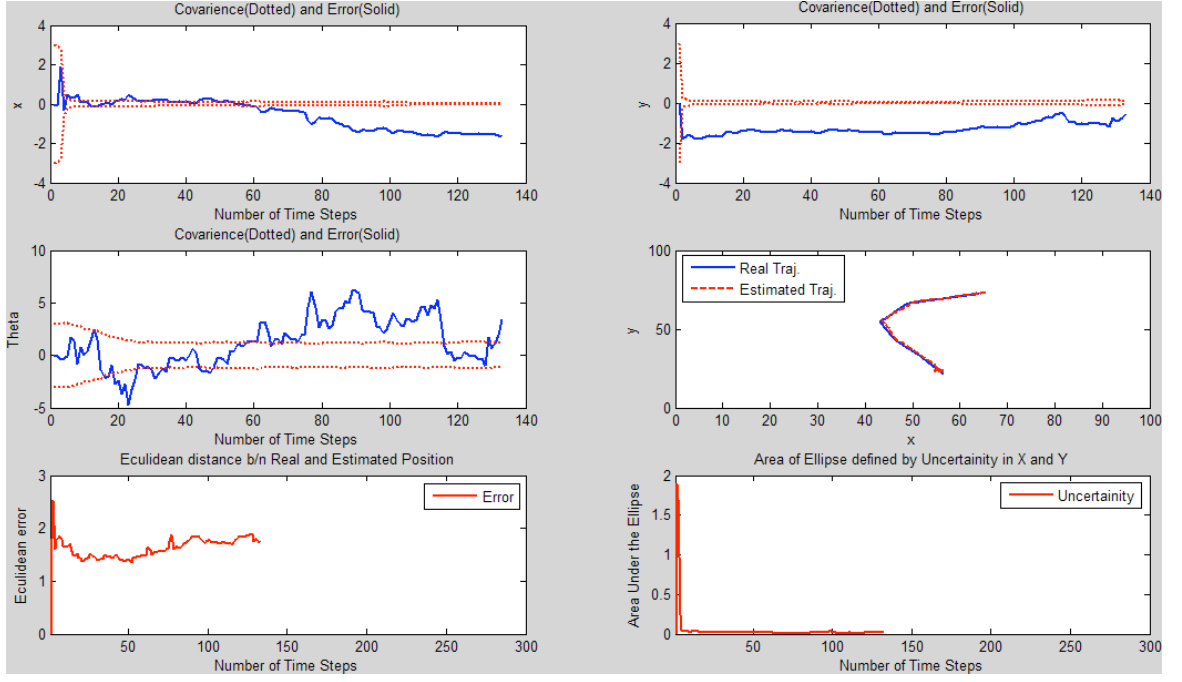 Covarience(Dotted) and Error(Solid)
4
2
0
-2
-4
x
0 20 40 60 80 100 120 140
Number of Time Steps
Covarience(Dotted) and Error(Solid)
4
2
0
-2
-4
y
0 20 40 60 80 100 120 140
Number of Time Steps
Covarience(Dotted) and Error(Solid)
10
5
0
-5
Theta
0 20 40 60 80 100 120 140
Number of Time Steps
100
50
0
y
Real Traj.
Estimated Traj.
0 10 20 30 40 50 60 70 80 90 100
x
Eculidean distance b/n Real and Estimated Position
3
2
1
0
Eculidean error
Error
50 100 150 200 250 300
Number of Time Steps
Area of Ellipse defined by Uncertainity in X and Y
2
1.5
1
0.5
0
Area Under the Ellipse
Uncertainity
50 100 150 200 250 300
Number of Time Steps